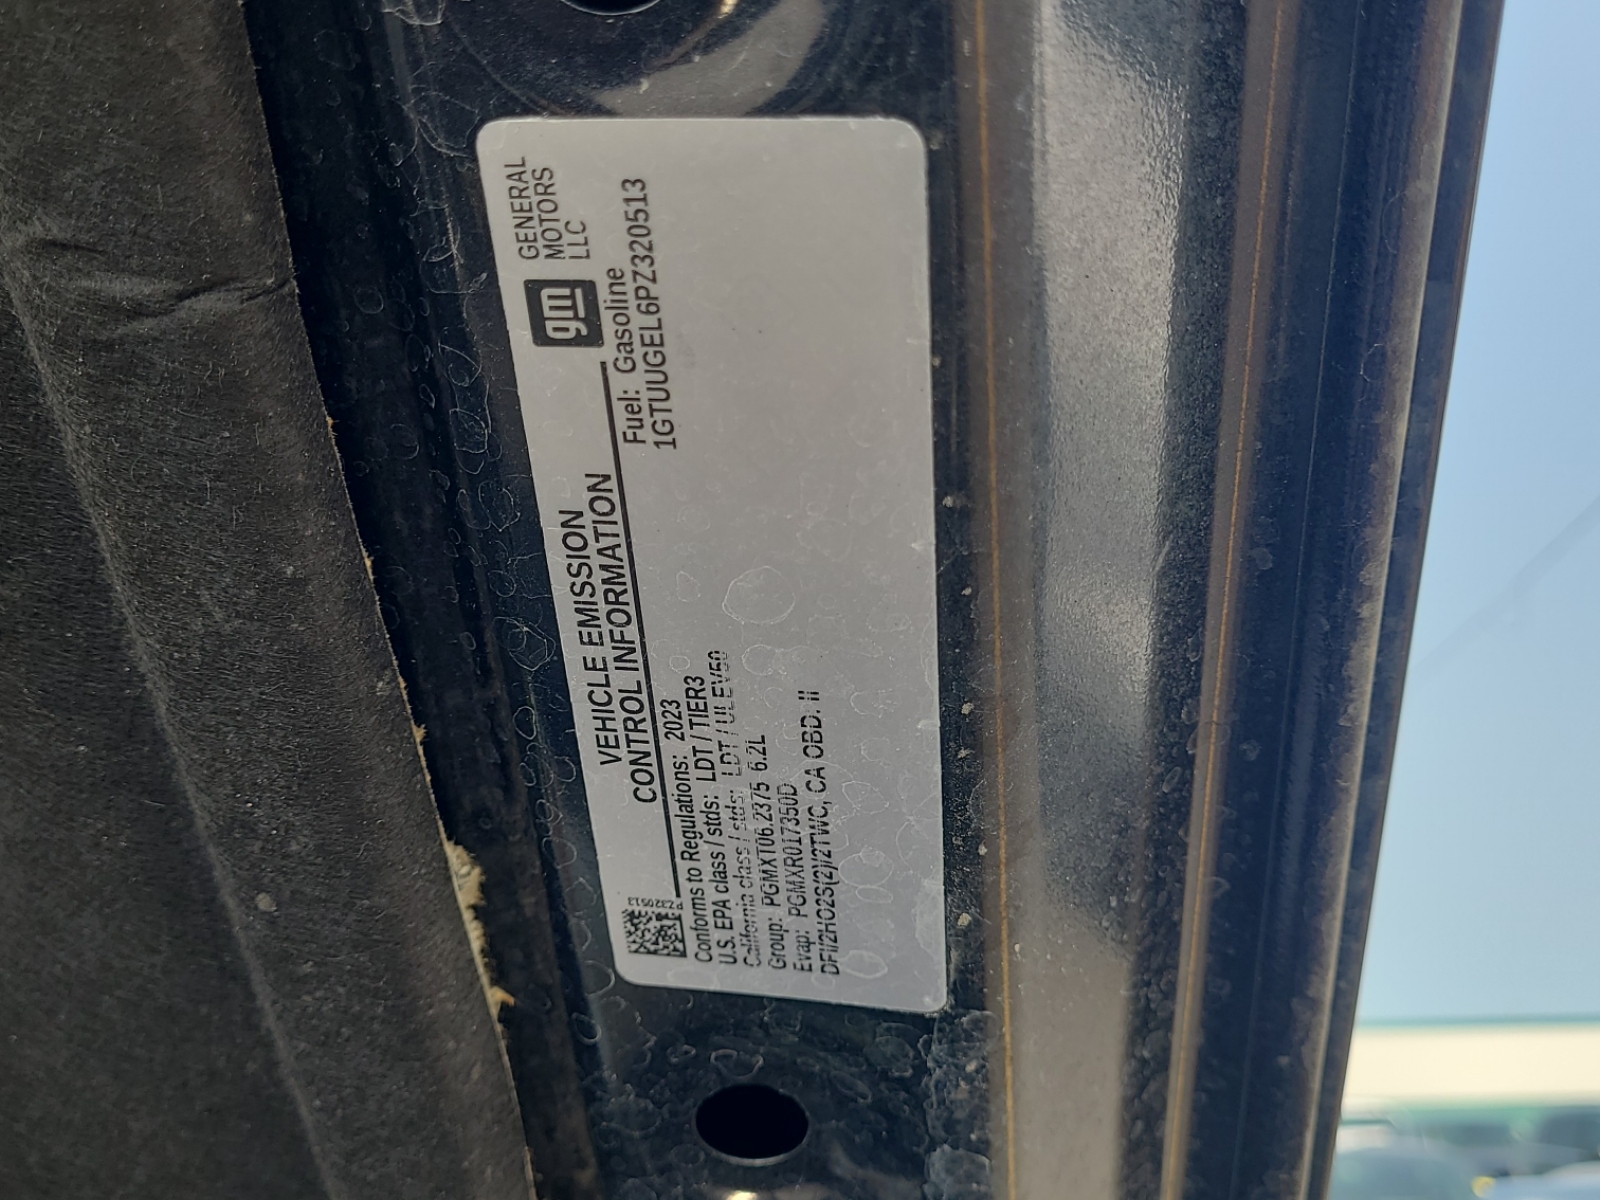 VEHICLE EMISSION
CONTROL INFORMATION
gm
GENERAL
MOTORS
LLC
Fuel: Gasoline
1GTUUGEL6PZ320513
Conforms to Regulations: 2023
U.S. EPA class / stds: LDT / TIER3
California class / stds: LDT / ULEV50
Group: PGMXT06.2375 6.2L
Evap: PGMXR017350D
DFI/2HO2S(2)/2TWC, CA OBD. II